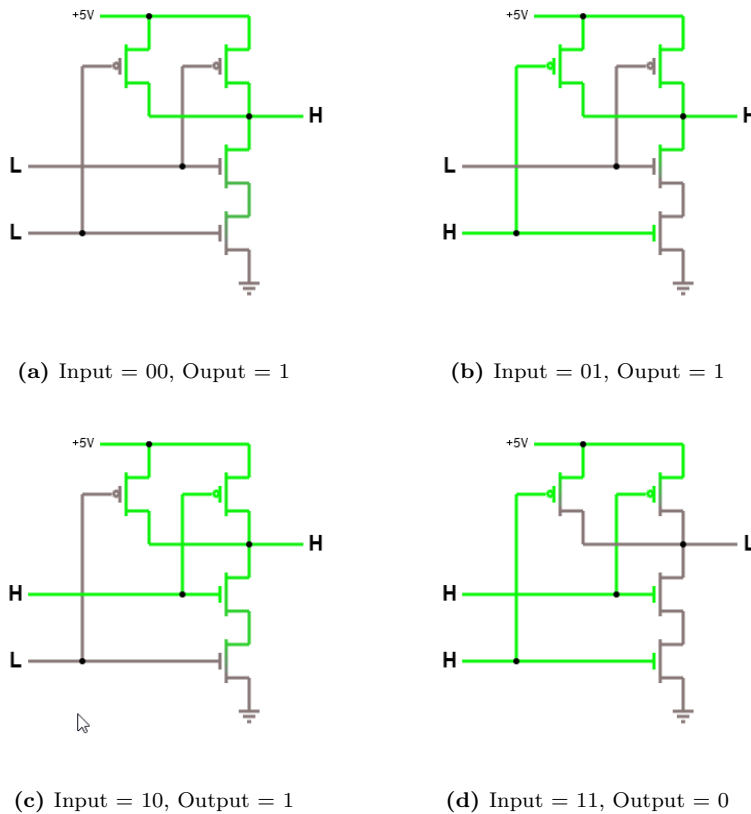 +5V
H
L
L
(a) Input = 00, Ouput = 1
+5V
H
L
H
(b) Input = 01, Ouput = 1
+5V
H
H
L
(c) Input = 10, Output = 1
+5V
L
H
H
(d) Input = 11, Output = 0